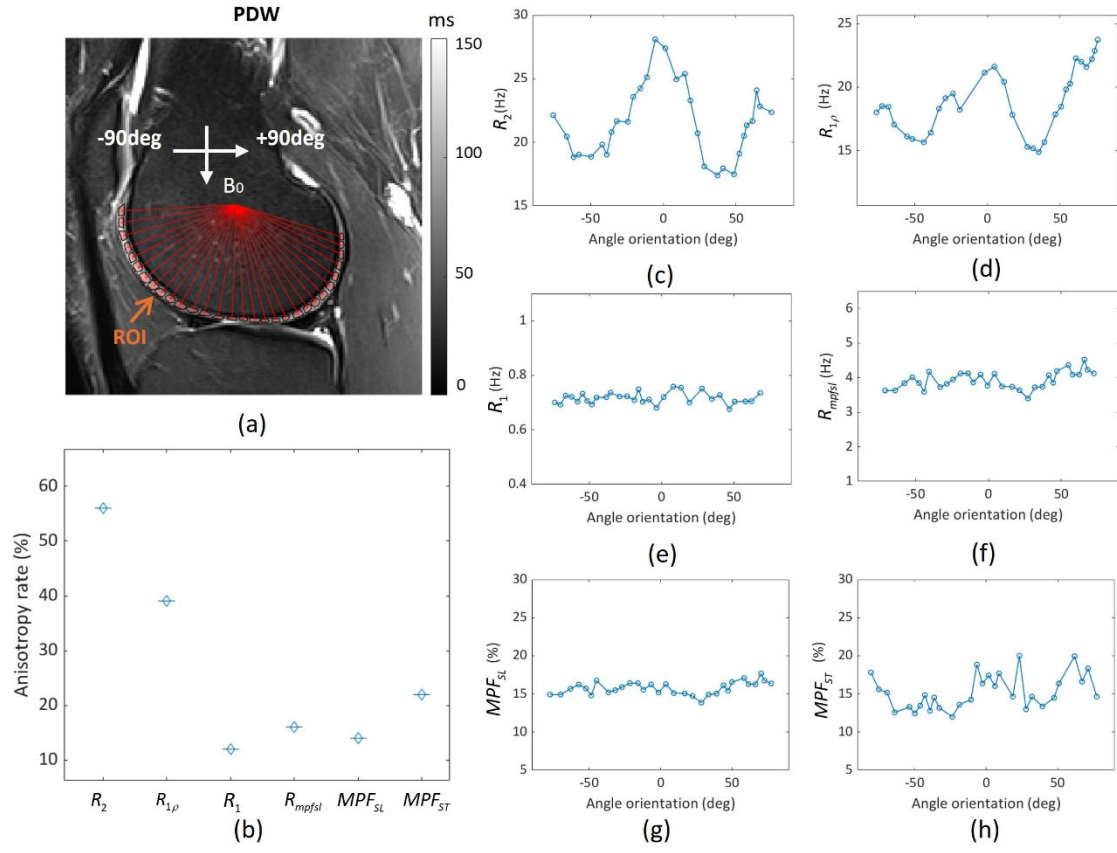 PDW
ms
150
100
50
0
-90deg
+90deg
B₀
ROI
(a)
Anisotropy rate (%)
60
50
40
30
20
10
R₂ R₁ᵨ R₁ Rₘₚfₛₗ MPF_SL MPF_ST
(b)
R₂ (Hz)
30
25
20
15
-50 0 50
Angle orientation (deg)
(c)
R₁ᵨ (Hz)
25
20
15
-50 0 50
Angle orientation (deg)
(d)
R₁ (Hz)
1
0.8
0.6
0.4
-50 0 50
Angle orientation (deg)
(e)
Rₘₚfₛₗ (Hz)
6
5
4
3
2
1
-50 0 50
Angle orientation (deg)
(f)
MPF_SL (%)
30
25
20
15
10
5
-50 0 50
Angle orientation (deg)
(g)
MPF_ST (%)
30
25
20
15
10
5
-50 0 50
Angle orientation (deg)
(h)